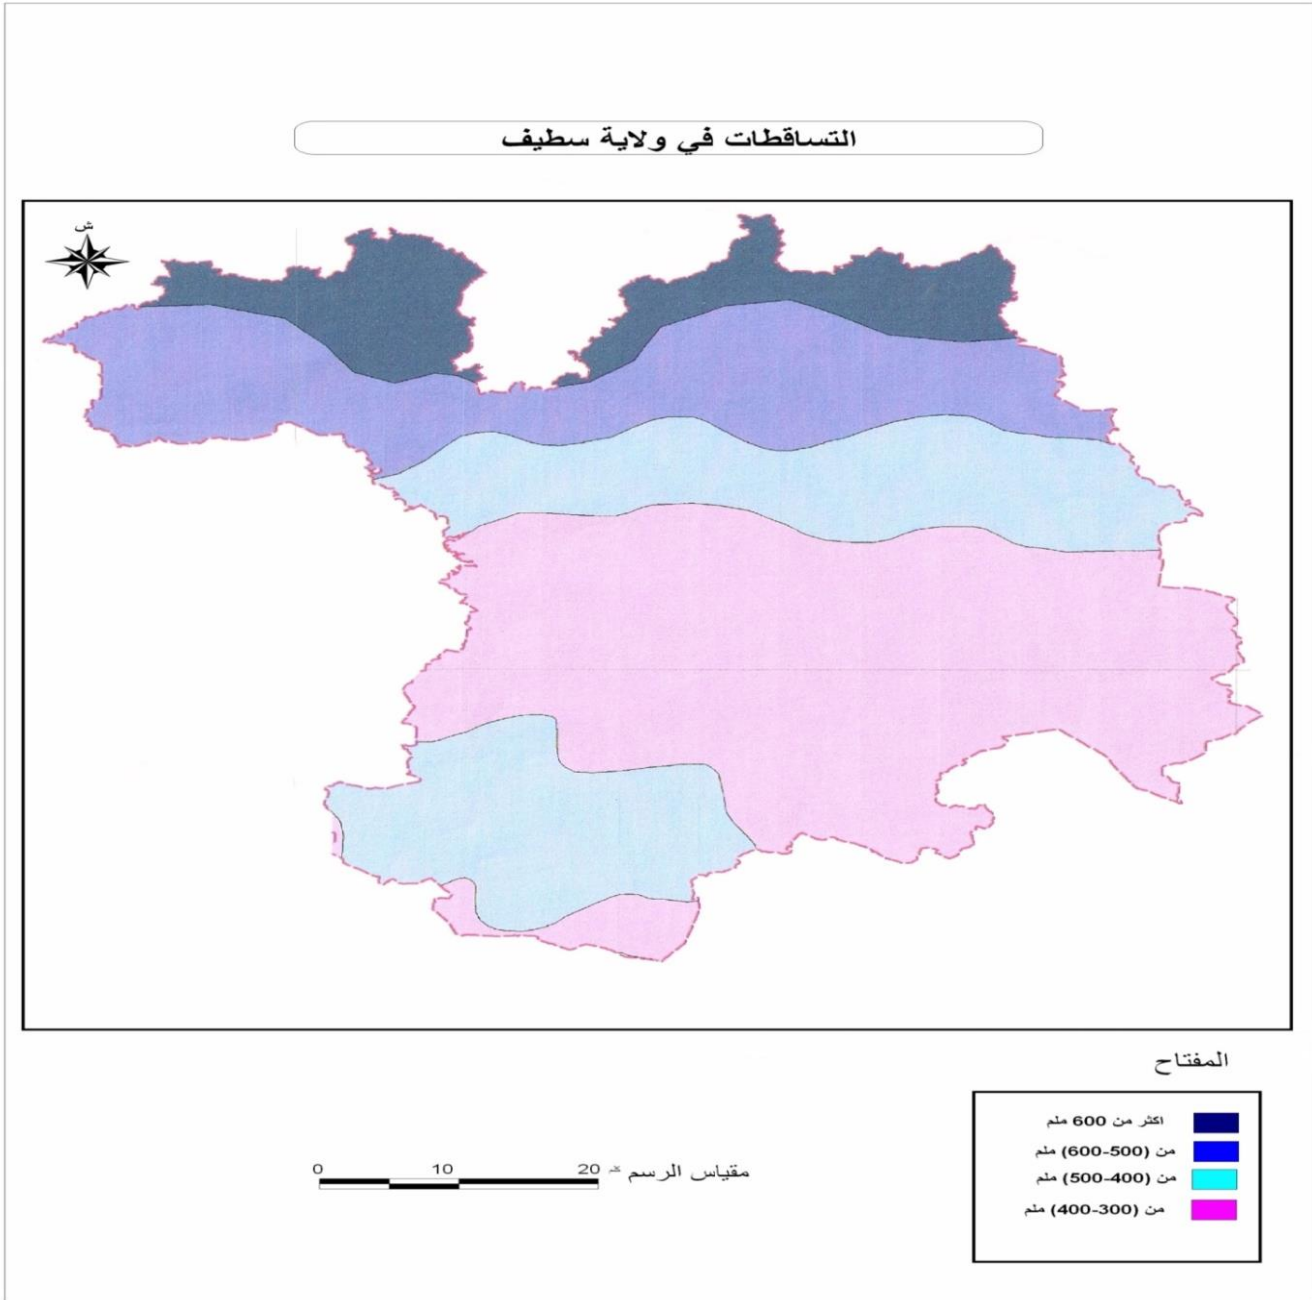 التساقطات في ولاية سطيف
ش
المفتاح
اكثر من 600 ملم
من (500-600) ملم
من (400-500) ملم
من (300-400) ملم
0 10 20 كم مقياس الرسم